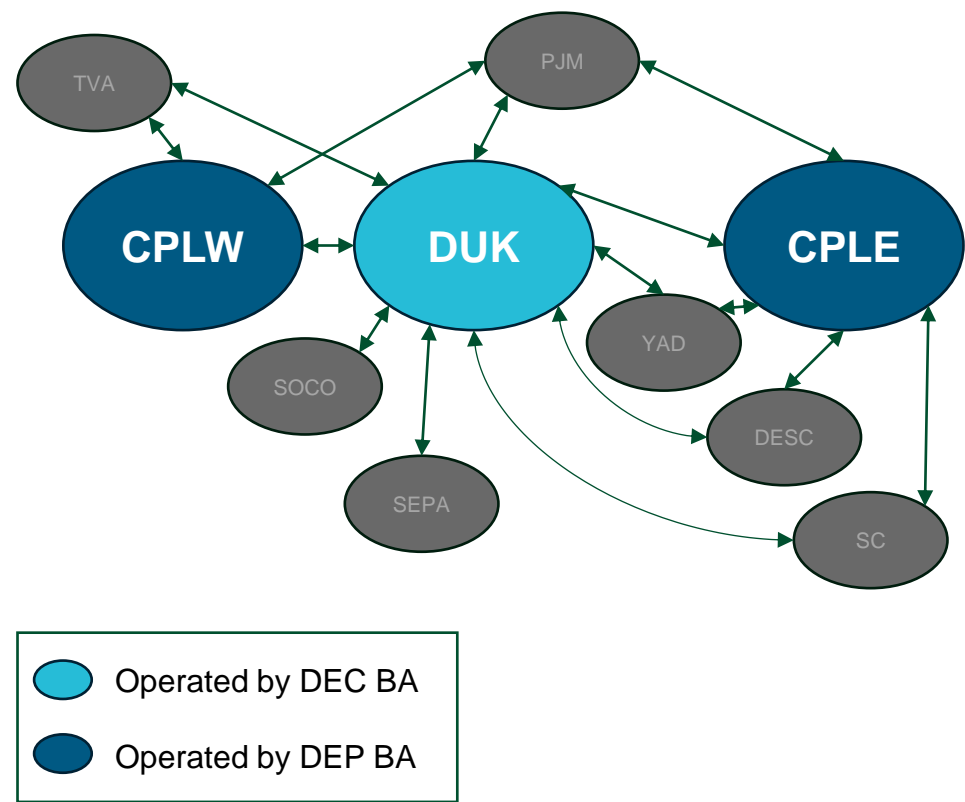 PJM
TVA
CPLW
DUK
CPLE
YAD
SOCO
DESC
SEPA
SC
Operated by DEC BA
Operated by DEP BA